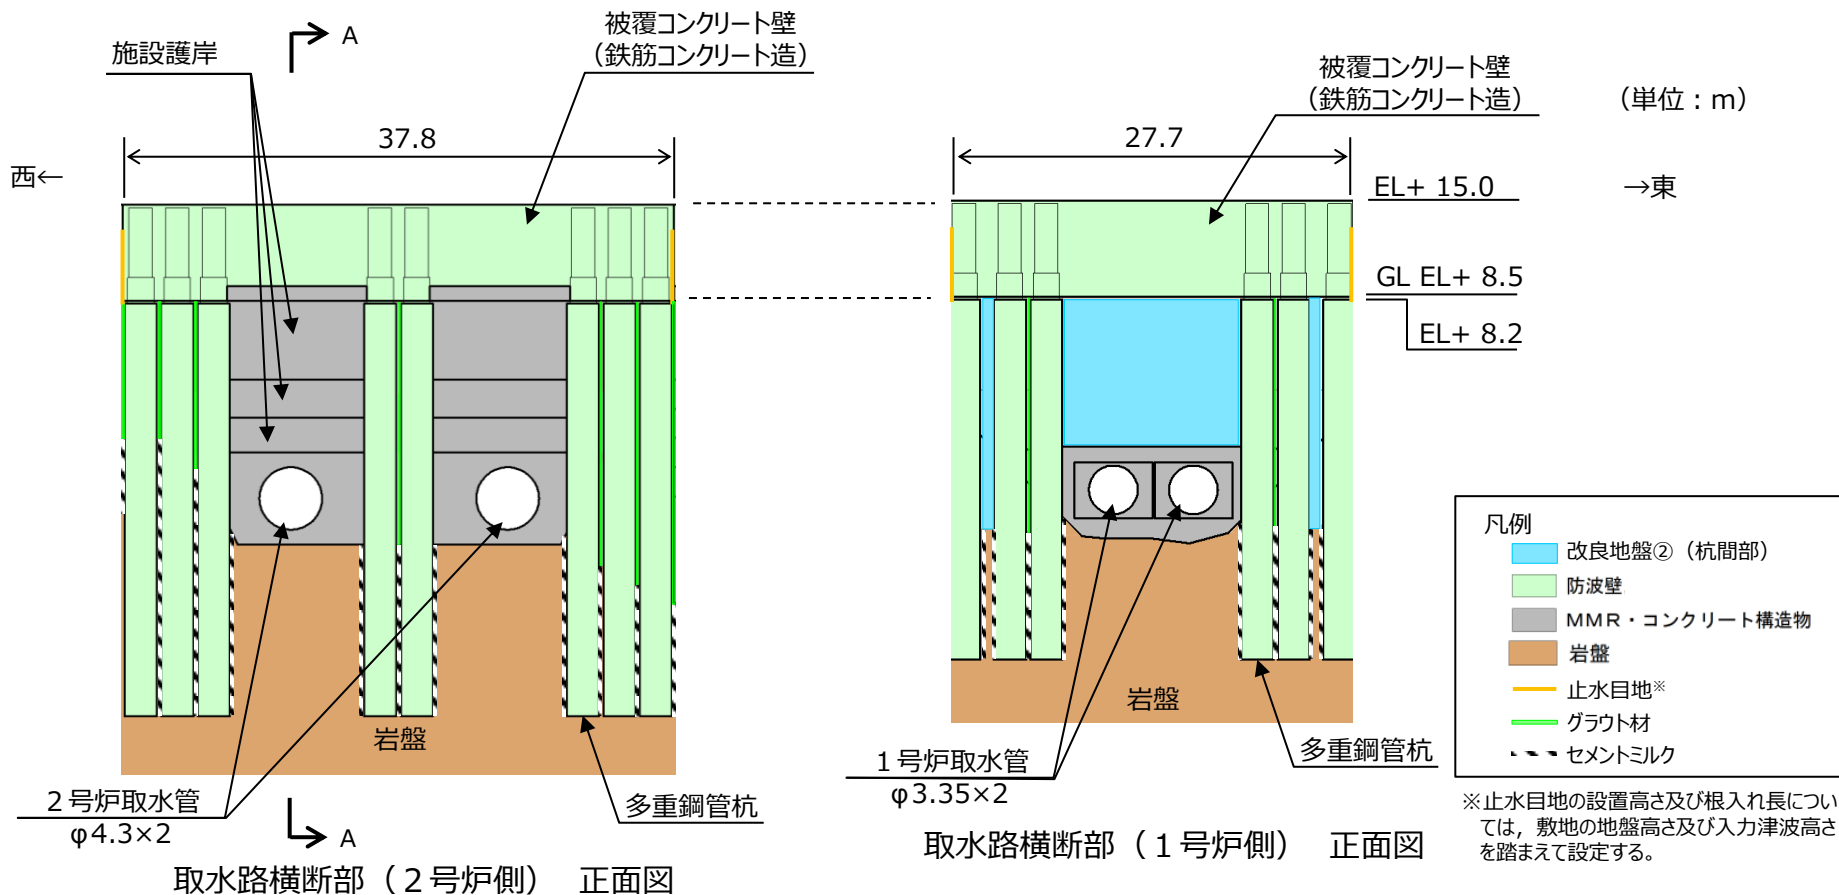 A
施設護岸
被覆コンクリート壁
（鉄筋コンクリート造）
37.8
西←
被覆コンクリート壁
（鉄筋コンクリート造）
（単位：m）
27.7
EL+ 15.0
→東
GL EL+ 8.5
EL+ 8.2
岩盤
2号炉取水管
φ4.3×2
A
多重鋼管杭
取水路横断部（２号炉側）　正面図
岩盤
1号炉取水管
φ3.35×2
多重鋼管杭
取水路横断部（１号炉側）　正面図
凡例
改良地盤②（杭間部）
防波壁
ＭＭＲ・コンクリート構造物
岩盤
止水目地※
グラウト材
セメントミルク
※止水目地の設置高さ及び根入れ長につい
ては，敷地の地盤高さ及び入力津波高さ
を踏まえて設定する。